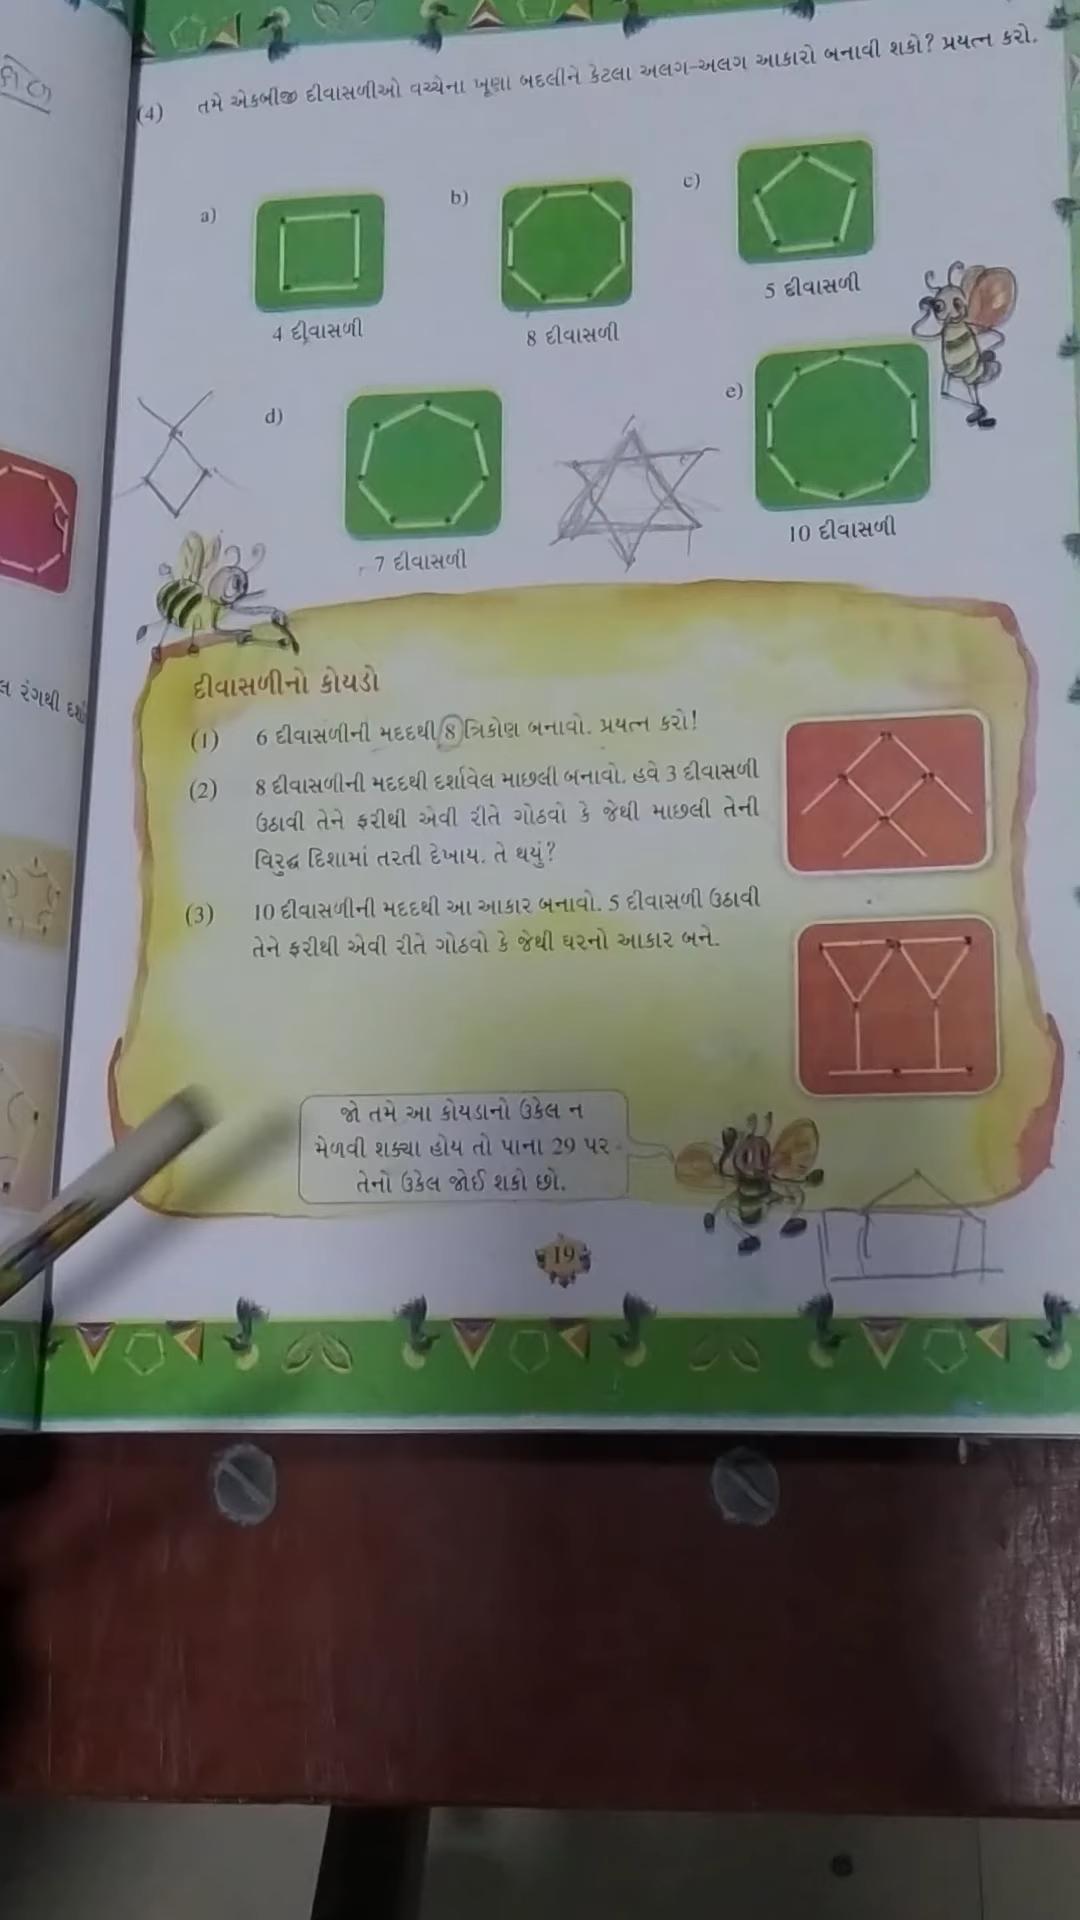 (4) તમે એકબીજી દીવાસળીઓ વચ્ચેના ખૂણા બદલીને કેટલા અલગ-અલગ આકારો બનાવી શકો? પ્રયત્ન કરો.
a)
b)
c)
4 દીવાસળી
8 દીવાસળી
5 દીવાસળી
d)
e)
7 દીવાસળી
10 દીવાસળી
દીવાસળીનો કોયડો
(1) 6 દીવાસળીની મદદથી 8 ત્રિકોણ બનાવો. પ્રયત્ન કરો!
(2) 8 દીવાસળીની મદદથી દર્શાવેલ માછલી બનાવો. હવે 3 દીવાસળી
ઉઠાવી તેને ફરીથી એવી રીતે ગોઠવો કે જેથી માછલી તેની
વિરુદ્ધ દિશામાં તરતી દેખાય. તે થયું?
(3) 10 દીવાસળીની મદદથી આ આકાર બનાવો. 5 દીવાસળી ઉઠાવી
તેને ફરીથી એવી રીતે ગોઠવો કે જેથી ઘરનો આકાર બને.
જો તમે આ કોયડાનો ઉકેલ ન
મેળવી શક્યા હોય તો પાના 29 પર
તેનો ઉકેલ જોઈ શકો છો.
19